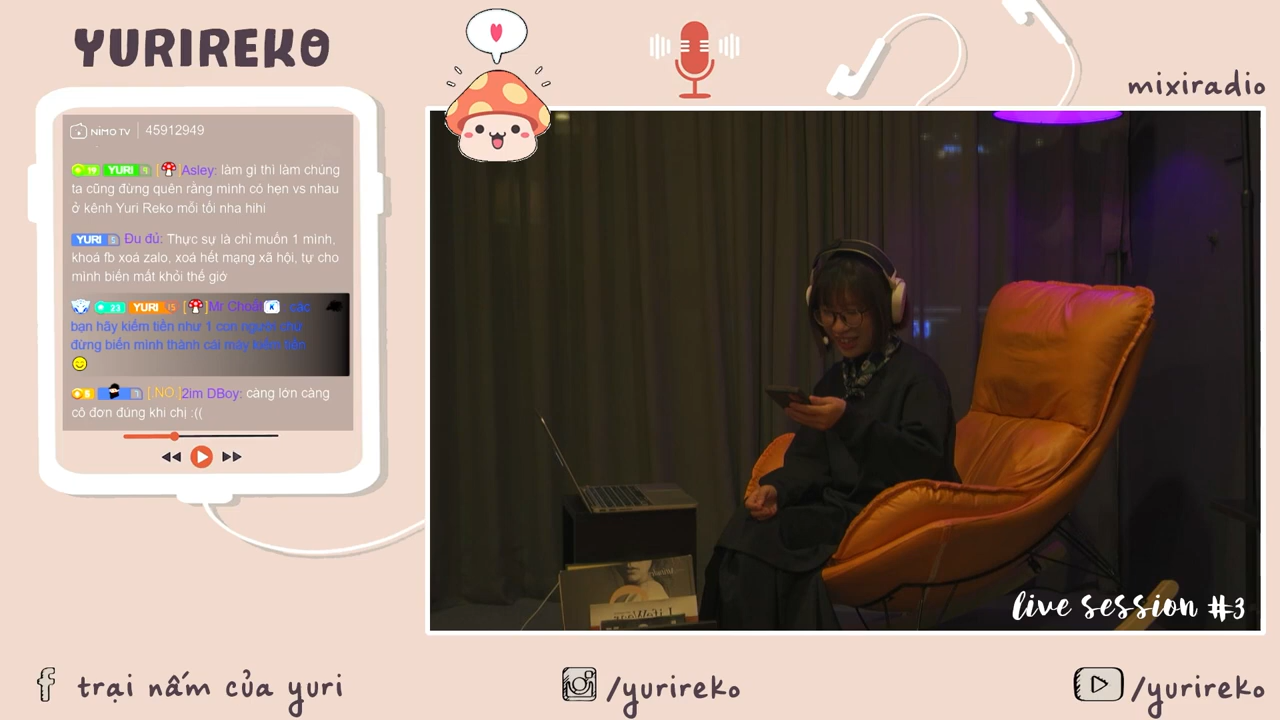 YURIREKO
mixiradio
NIMO TV | 45912949
19 YURI 9 [🍄]Asley: làm gì thì làm chúng
ta cũng đừng quên rằng mình có hẹn vs nhau
ở kênh Yuri Reko mỗi tối nha hihi
YURI 5 Đu đủ: Thực sự là chỉ muốn 1 mình,
khoá fb xoá zalo, xoá hết mạng xã hội, tự cho
mình biến mất khỏi thế giớ
23 YURI 15 [🍄]Mr Choắt K : các
bạn hãy kiếm tiền như 1 con người như
đừng biến mình thành cái máy kiếm tiền
6 [.NO.]2im DBoy: càng lớn càng
cô đơn đúng khi chị :((
live session #3
trại nấm của yuri
/yurireko
/yurireko